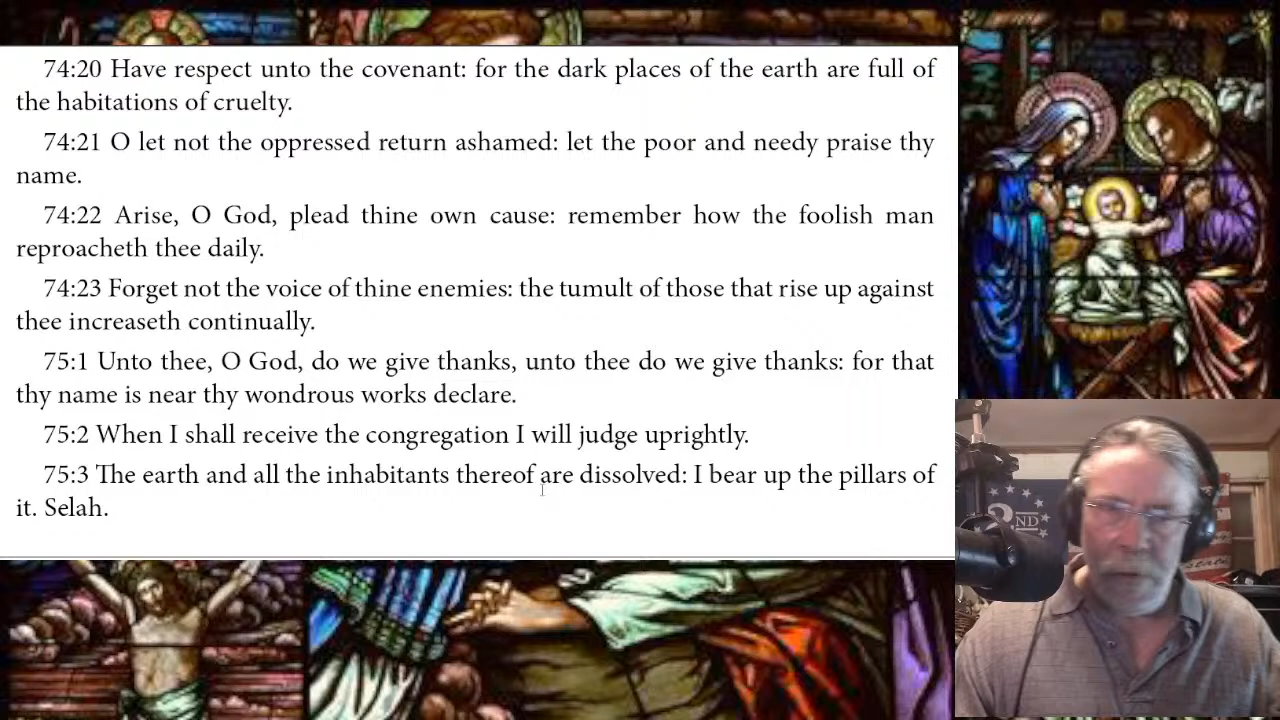 74:20 Have respect unto the covenant: for the dark places of the earth are full of
the habitations of cruelty.
74:21 O let not the oppressed return ashamed: let the poor and needy praise thy
name.
74:22 Arise, O God, plead thine own cause: remember how the foolish man
reproacheth thee daily.
74:23 Forget not the voice of thine enemies: the tumult of those that rise up against
thee increaseth continually.
75:1 Unto thee, O God, do we give thanks, unto thee do we give thanks: for that
thy name is near thy wondrous works declare.
75:2 When I shall receive the congregation I will judge uprightly.
75:3 The earth and all the inhabitants thereof are dissolved: I bear up the pillars of
it. Selah.
2ND